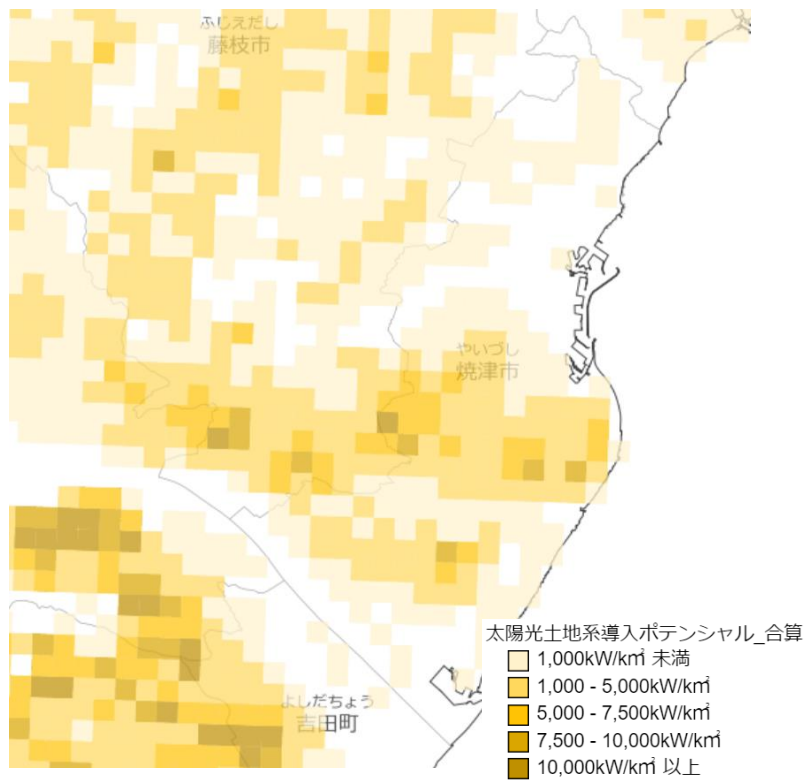 ふじえだし
藤枝市
やいづし
焼津市
よしだちょう
吉田町
太陽光土地系導入ポテンシャル_合算
1,000kW/k㎡ 未満
1,000 - 5,000kW/k㎡
5,000 - 7,500kW/k㎡
7,500 - 10,000kW/k㎡
10,000kW/k㎡ 以上